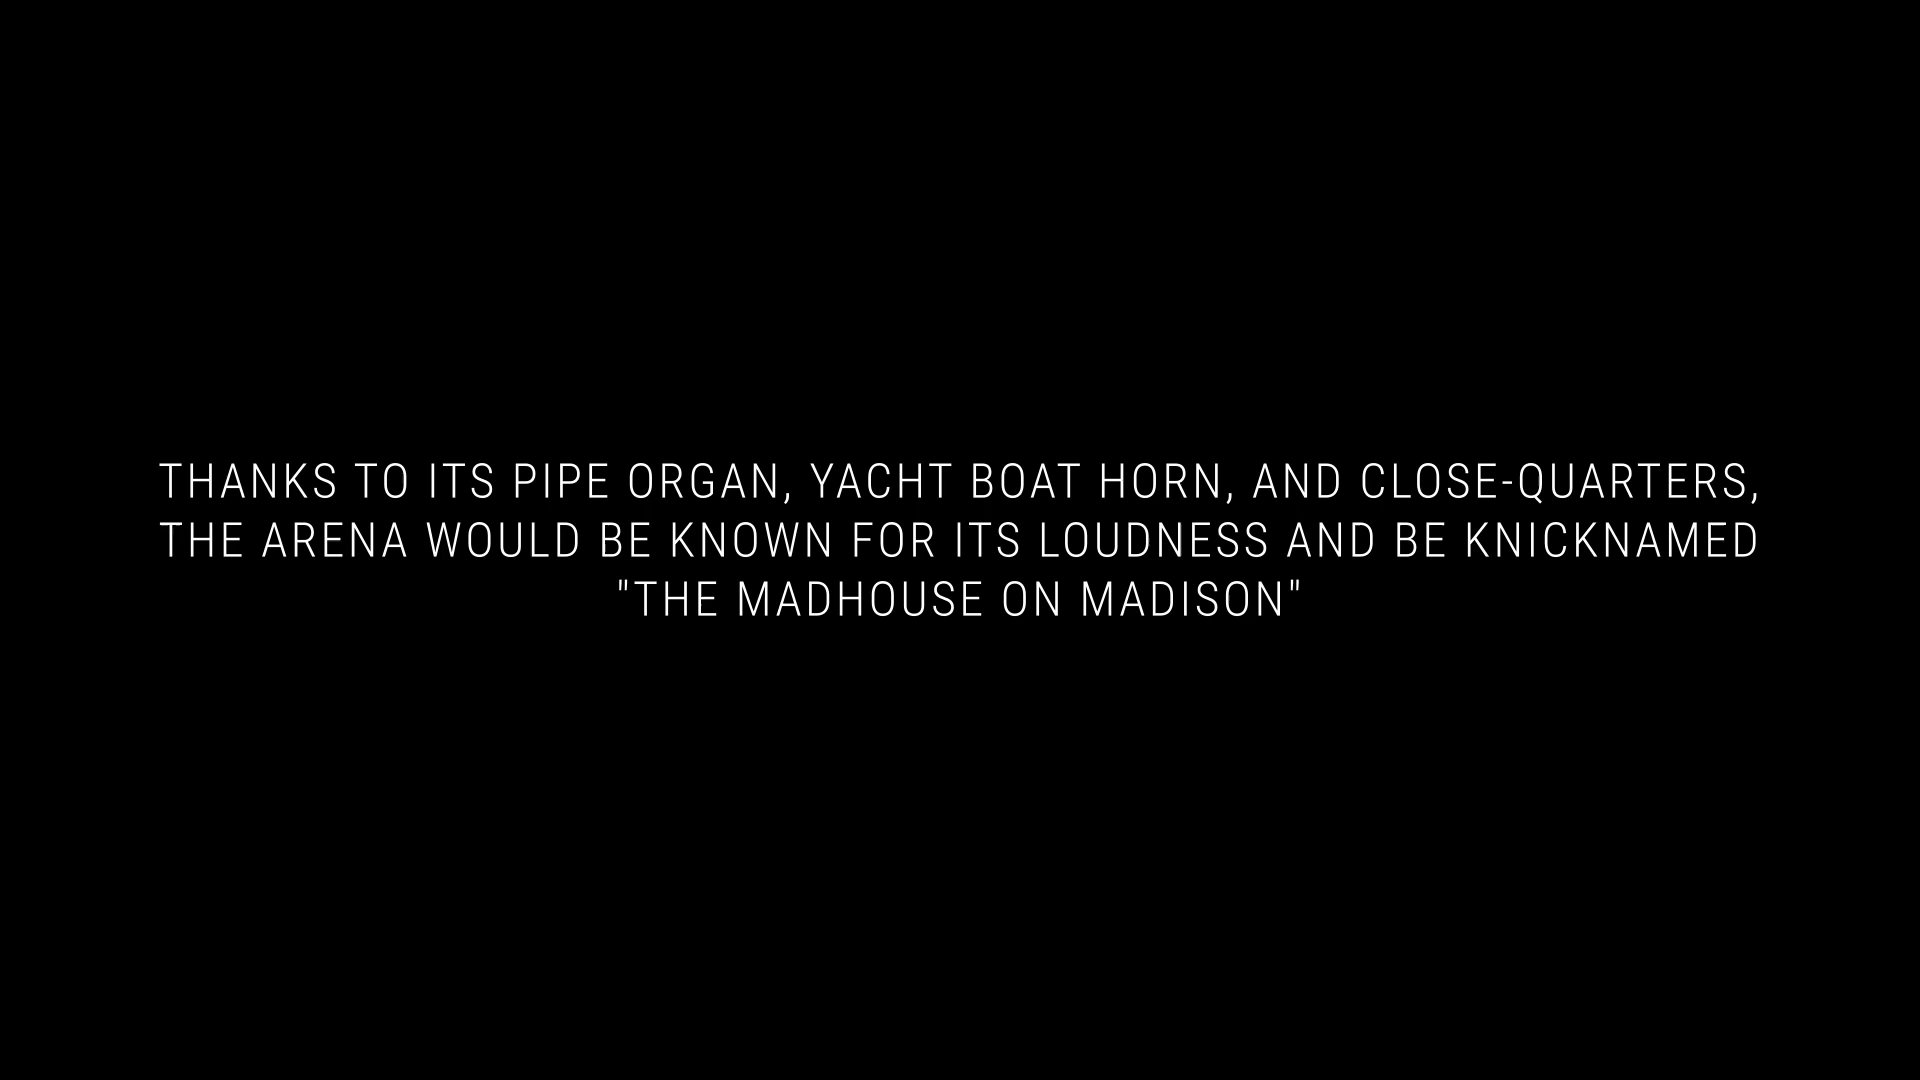 THANKS TO ITS PIPE ORGAN, YACHT BOAT HORN, AND CLOSE-QUARTERS,
THE ARENA WOULD BE KNOWN FOR ITS LOUDNESS AND BE KNICKNAMED
"THE MADHOUSE ON MADISON"